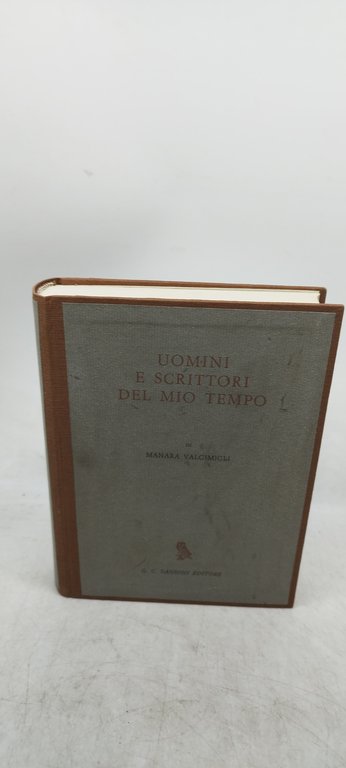 UOMINI
E SCRITTORI
DEL MIO TEMPO
DI
MANARA VALGIMIGLI
G. C. SANSONI EDITORE